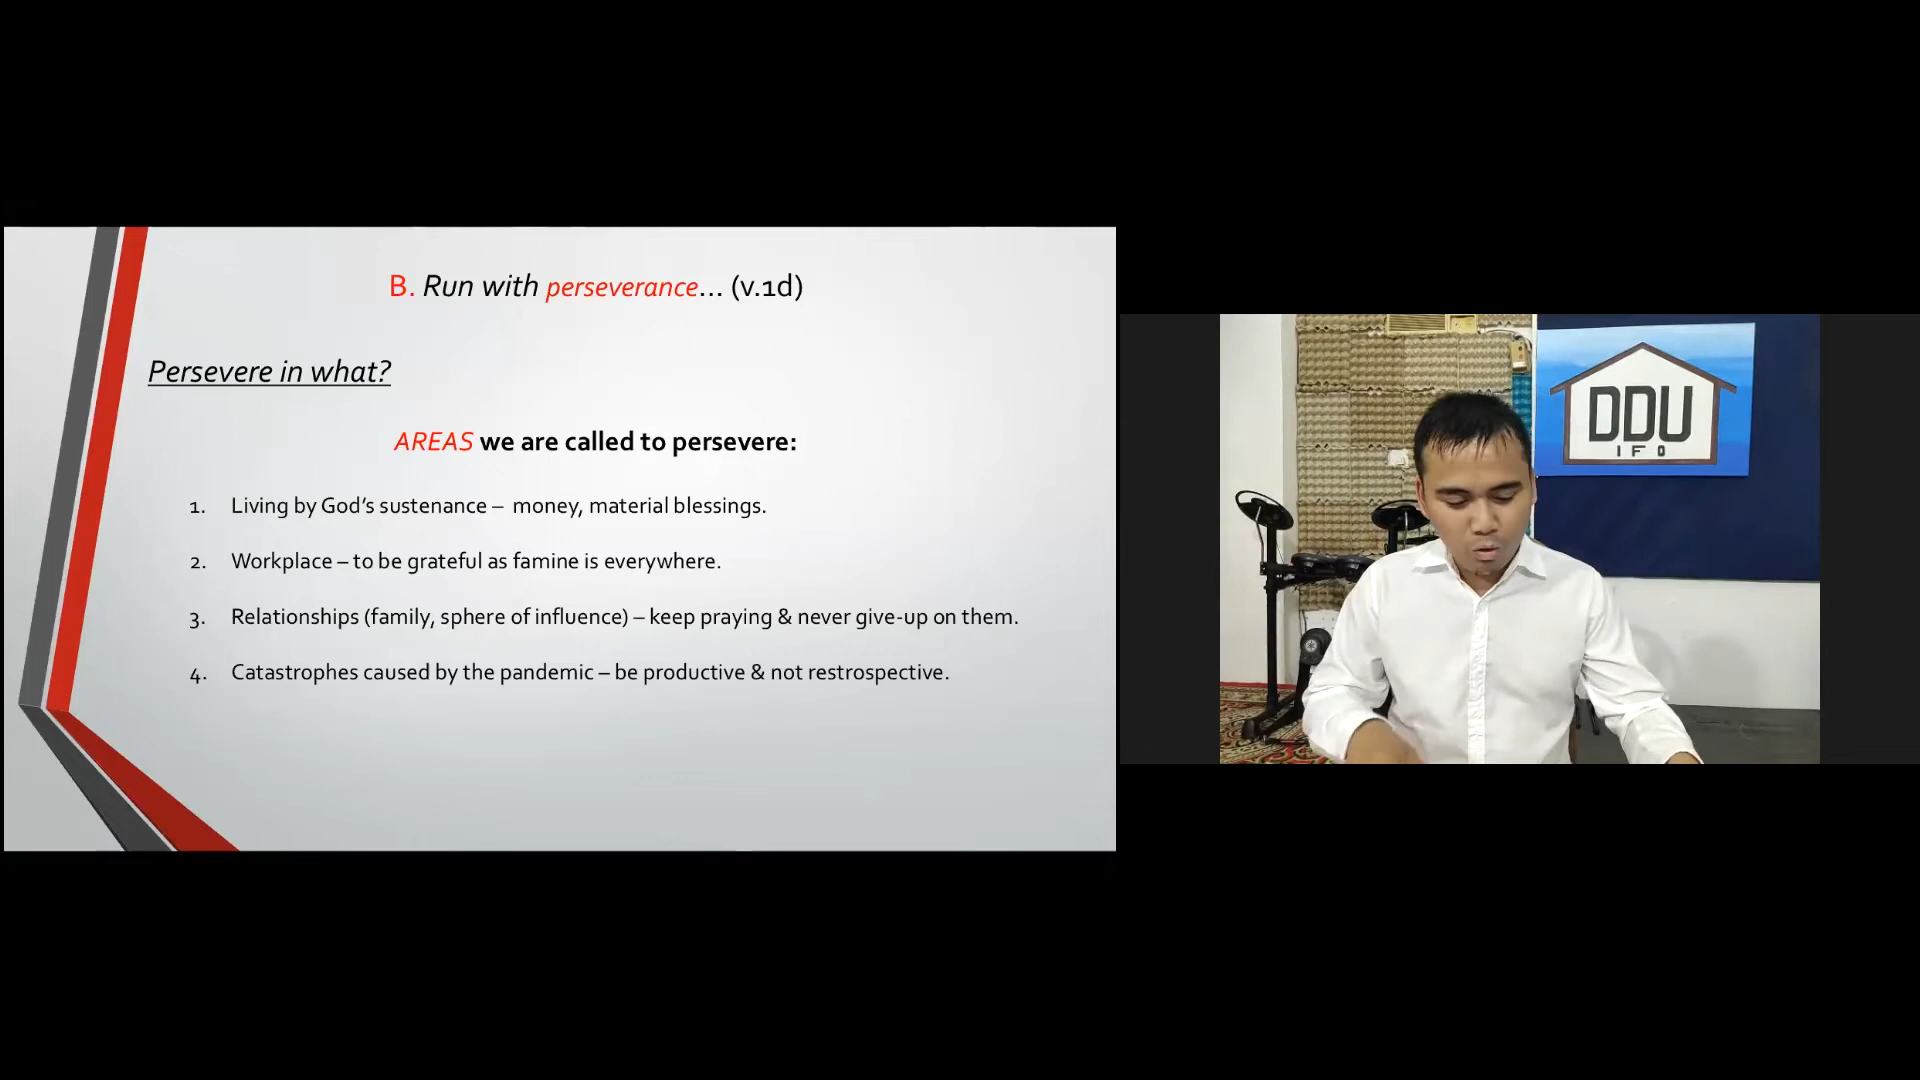 B. Run with perseverance... (v.1d)
Persevere in what?
AREAS we are called to persevere:
1. Living by God's sustenance – money, material blessings.
2. Workplace – to be grateful as famine is everywhere.
3. Relationships (family, sphere of influence) – keep praying & never give-up on them.
4. Catastrophes caused by the pandemic – be productive & not restrospective.
DDU
IFO